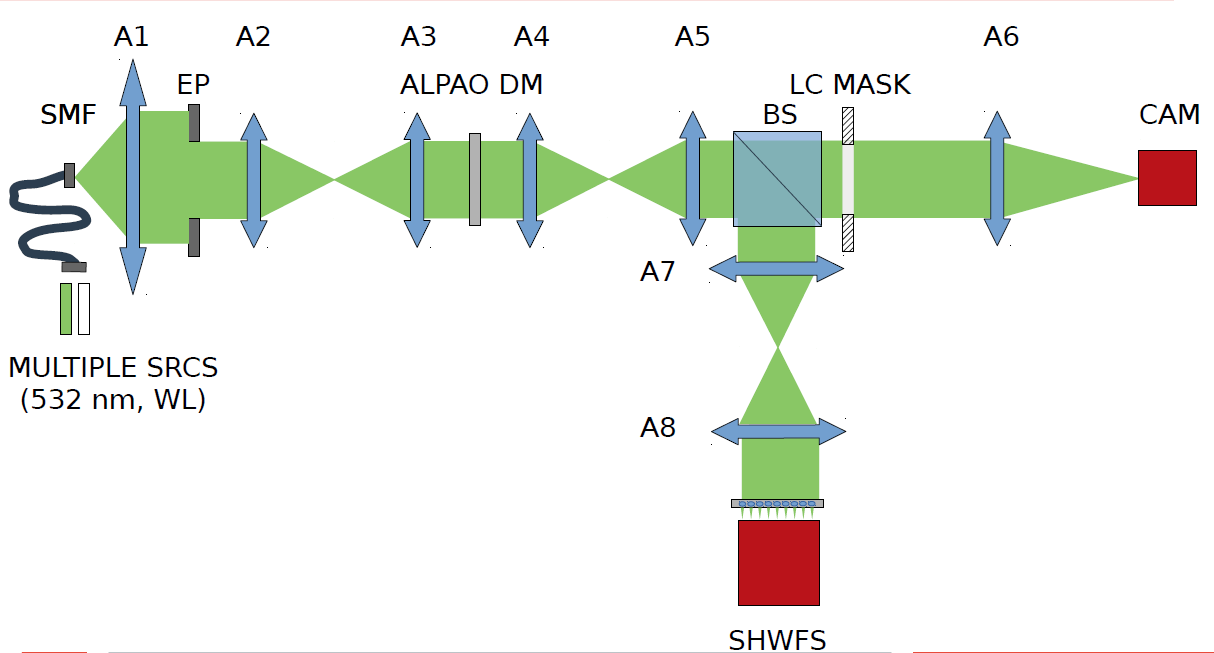 A1
A2
A3
A4
A5
A6
EP
ALPAO DM
LC MASK
SMF
BS
CAM
A7
MULTIPLE SRCS
(532 nm, WL)
A8
SHWFS